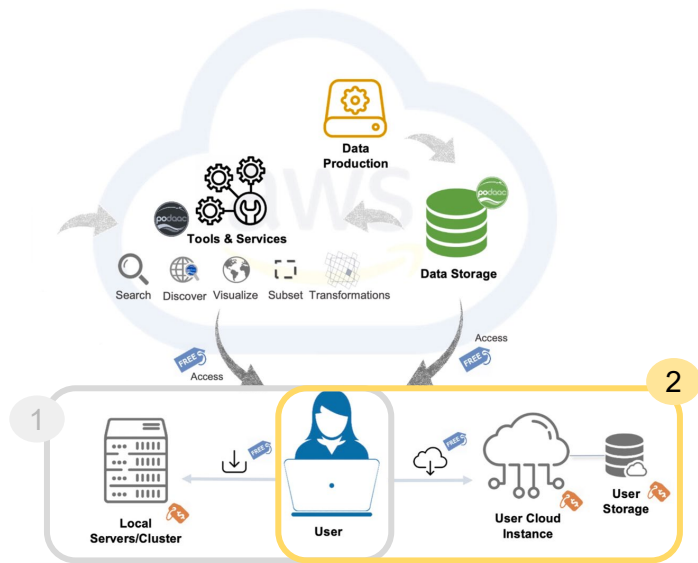 aws
Data
Production
podaac
podaac
Tools & Services
Data Storage
Search
Discover
Visualize
Subset
Transformations
FREE
Access
Access
FREE
1
2
FREE
FREE
Local
Servers/Cluster
User
User Cloud
Instance
User
Storage
$
$
$